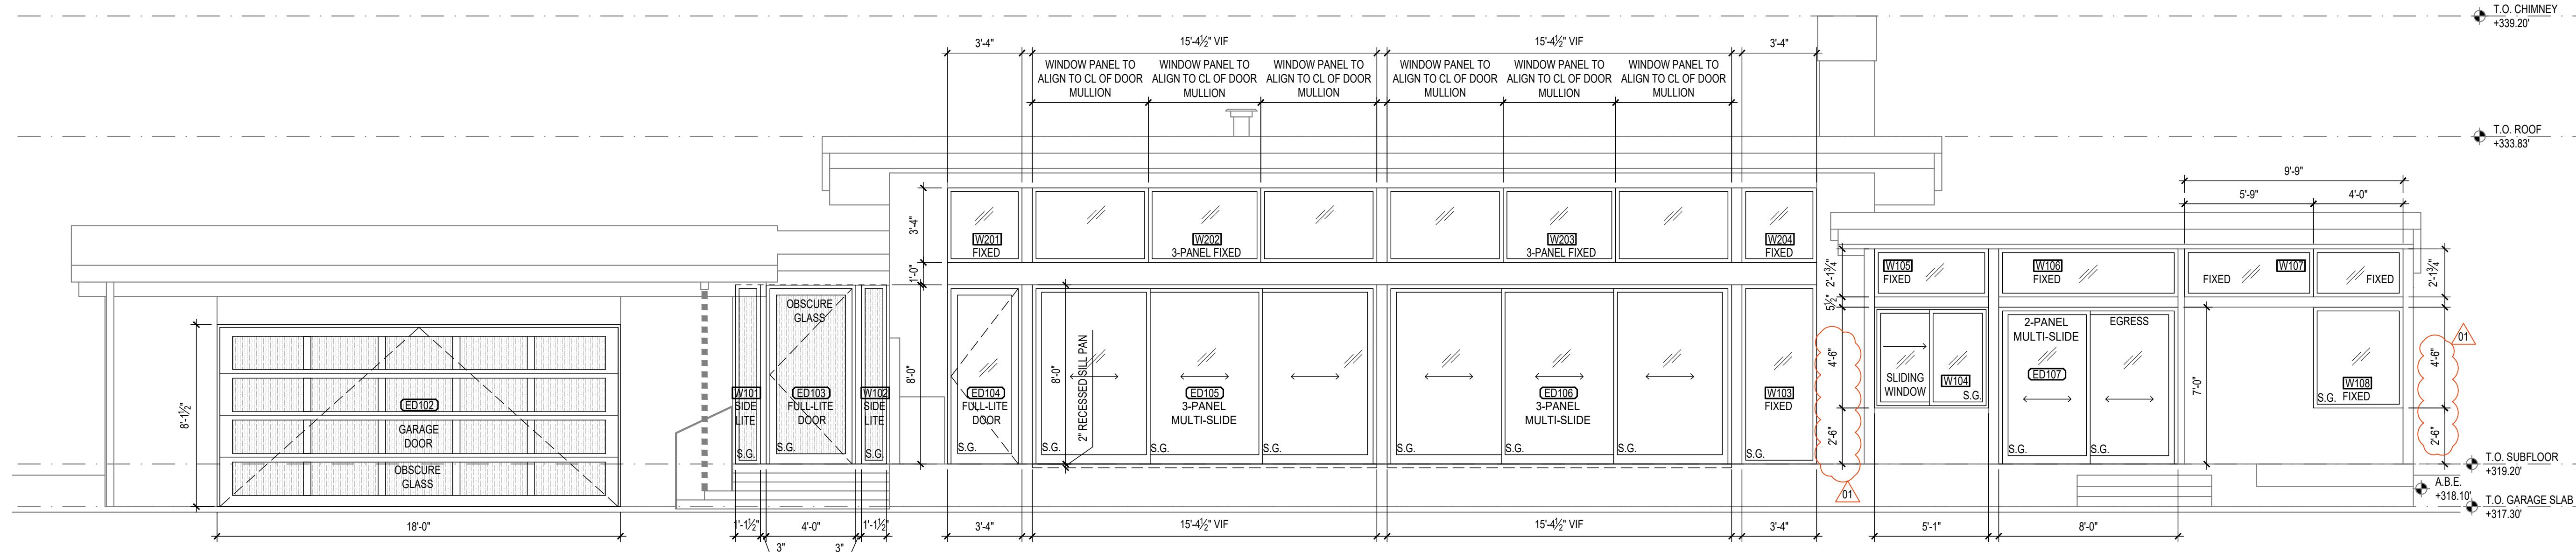 T.O. CHIMNEY
+339.20'
3'-4"
15'-4½" VIF
15'-4½" VIF
3'-4"
WINDOW PANEL TO
ALIGN TO CL OF DOOR
MULLION
WINDOW PANEL TO
ALIGN TO CL OF DOOR
MULLION
WINDOW PANEL TO
ALIGN TO CL OF DOOR
MULLION
WINDOW PANEL TO
ALIGN TO CL OF DOOR
MULLION
WINDOW PANEL TO
ALIGN TO CL OF DOOR
MULLION
WINDOW PANEL TO
ALIGN TO CL OF DOOR
MULLION
T.O. ROOF
+333.83'
9'-9"
5'-9"
4'-0"
3'-4"
1'-0"
W201
FIXED
W202
3-PANEL FIXED
W203
3-PANEL FIXED
W204
FIXED
2'-1¾"
5½"
4'-6"
2'-6"
W105
FIXED
W106
FIXED
FIXED
W107
FIXED
2'-1¾"
4'-6"
2'-6"
01
01
8'-1½"
ED102
GARAGE
DOOR
OBSCURE
GLASS
W101
SIDE
LITE
S.G.
OBSCURE
GLASS
ED103
FULL-LITE
DOOR
S.G.
W102
SIDE
LITE
S.G
8'-0"
ED104
FULL-LITE
DOOR
S.G.
8'-0"
2" RECESSED SILL PAN
S.G.
ED105
3-PANEL
MULTI-SLIDE
S.G.
S.G.
S.G.
ED106
3-PANEL
MULTI-SLIDE
S.G.
S.G.
W103
FIXED
S.G.
SLIDING
WINDOW
W104
S.G.
2-PANEL
MULTI-SLIDE
ED107
S.G.
EGRESS
S.G.
7'-0"
W108
S.G. FIXED
T.O. SUBFLOOR
+319.20'
A.B.E.
+318.10'
T.O. GARAGE SLAB
+317.30'
18'-0"
1'-1½"
4'-0"
1'-1½"
3"
3"
3'-4"
15'-4½" VIF
15'-4½" VIF
3'-4"
5'-1"
8'-0"